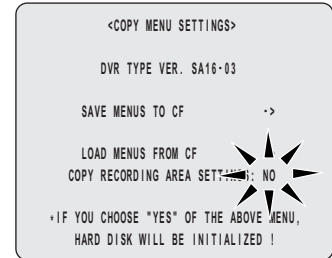 <COPY MENU SETTINGS>
DVR TYPE VER. SA16-03
SAVE MENUS TO CF ->
LOAD MENUS FROM CF
COPY RECORDING AREA SETTINGS: NO
*IF YOU CHOOSE "YES" OF THE ABOVE MENU,
HARD DISK WILL BE INITIALIZED !